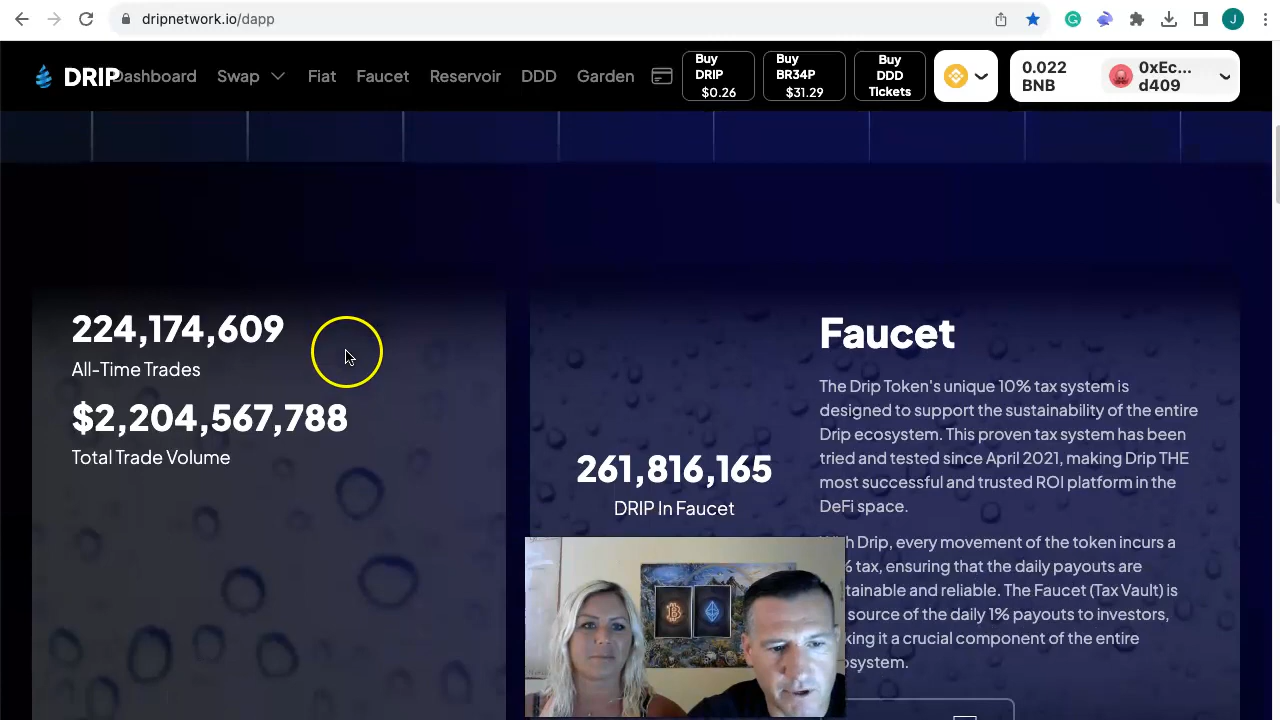 dripnetwork.io/dapp
J
DRIP
Dashboard
Swap
Fiat
Faucet
Reservoir
DDD
Garden
Buy
DRIP
$0.26
Buy
BR34P
$31.29
Buy
DDD
Tickets
0.022
BNB
0xEc...
d409
224,174,609
All-Time Trades
$2,204,567,788
Total Trade Volume
261,816,165
DRIP In Faucet
Faucet
The Drip Token's unique 10% tax system is
designed to support the sustainability of the entire
Drip ecosystem. This proven tax system has been
tried and tested since April 2021, making Drip THE
most successful and trusted ROI platform in the
DeFi space.
Drip, every movement of the token incurs a
% tax, ensuring that the daily payouts are
and reliable. The Faucet (Tax Vault) is
source of the daily 1% payouts to investors,
it a crucial component of the entire